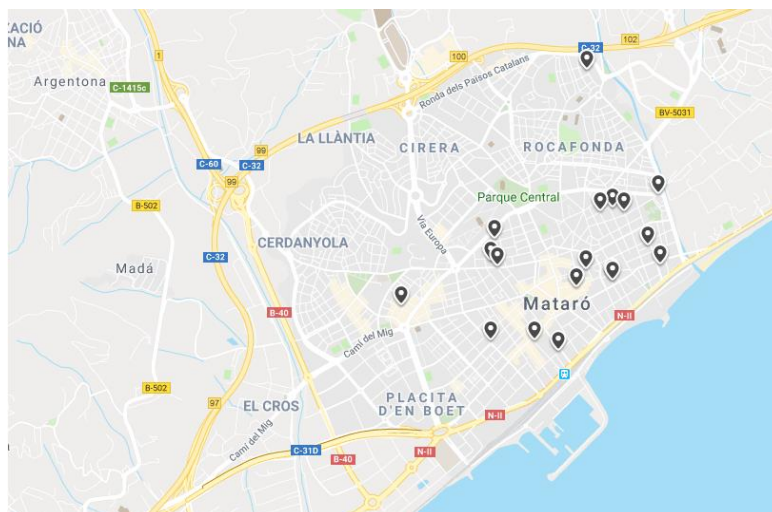 ZACIÓ
NA
Argentona
C-1415c
1
100
C-32
102
Ronda dels Països Catalans
BV-5031
LA LLÀNTIA
CIRERA
ROCAFONDA
99
C-60
C-32
99
Parque Central
B-502
Via Europa
CERDANYOLA
C-32
Madá
Mataró
B-40
N-II
Camí del Mig
B-502
97
EL CROS
PLACITA
D'EN BOET
N-II
Camí del Mig
C-31D
N-II
B-40